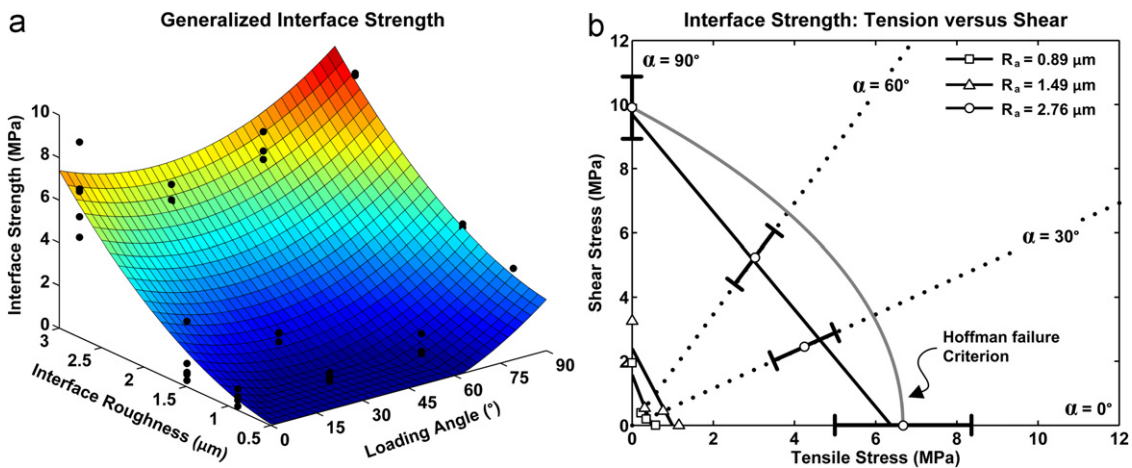 a
Generalized Interface Strength
Interface Strength (MPa)
10
8
6
4
2
0
3
2.5
2
1.5
1
0.5
Interface Roughness (μm)
0
15
30
45
60
75
90
Loading Angle (°)
b
Interface Strength: Tension versus Shear
Shear Stress (MPa)
12
10
8
6
4
2
0
α = 90°
α = 60°
Ra = 0.89 μm
Ra = 1.49 μm
Ra = 2.76 μm
α = 30°
Hoffman failure
Criterion
α = 0°
0
2
4
6
8
10
12
Tensile Stress (MPa)